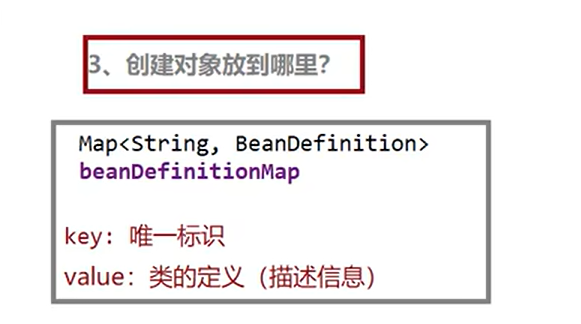 3、创建对象放到哪里？
Map<String, BeanDefinition>
beanDefinitionMap
key: 唯一标识
value: 类的定义（描述信息）